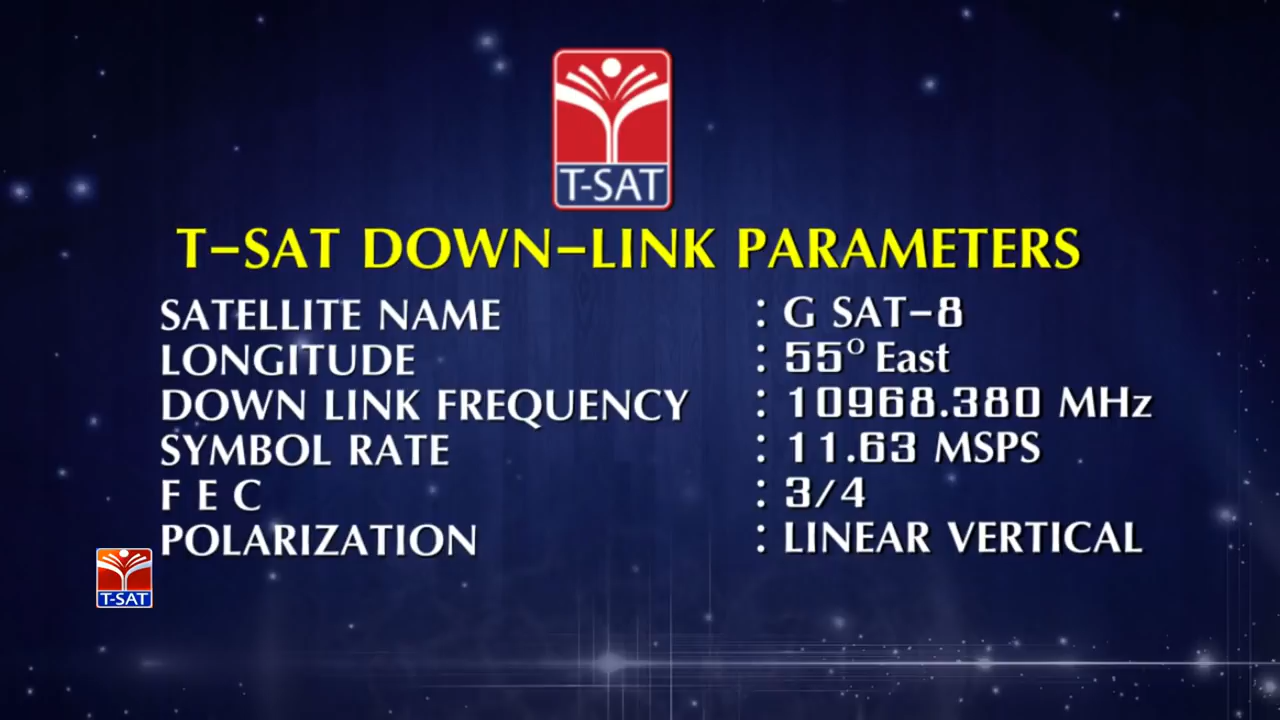 T-SAT
T-SAT DOWN-LINK PARAMETERS
SATELLITE NAME : G SAT-8
LONGITUDE : 55° East
DOWN LINK FREQUENCY : 10968.380 MHz
SYMBOL RATE : 11.63 MSPS
F E C : 3/4
POLARIZATION : LINEAR VERTICAL
T-SAT